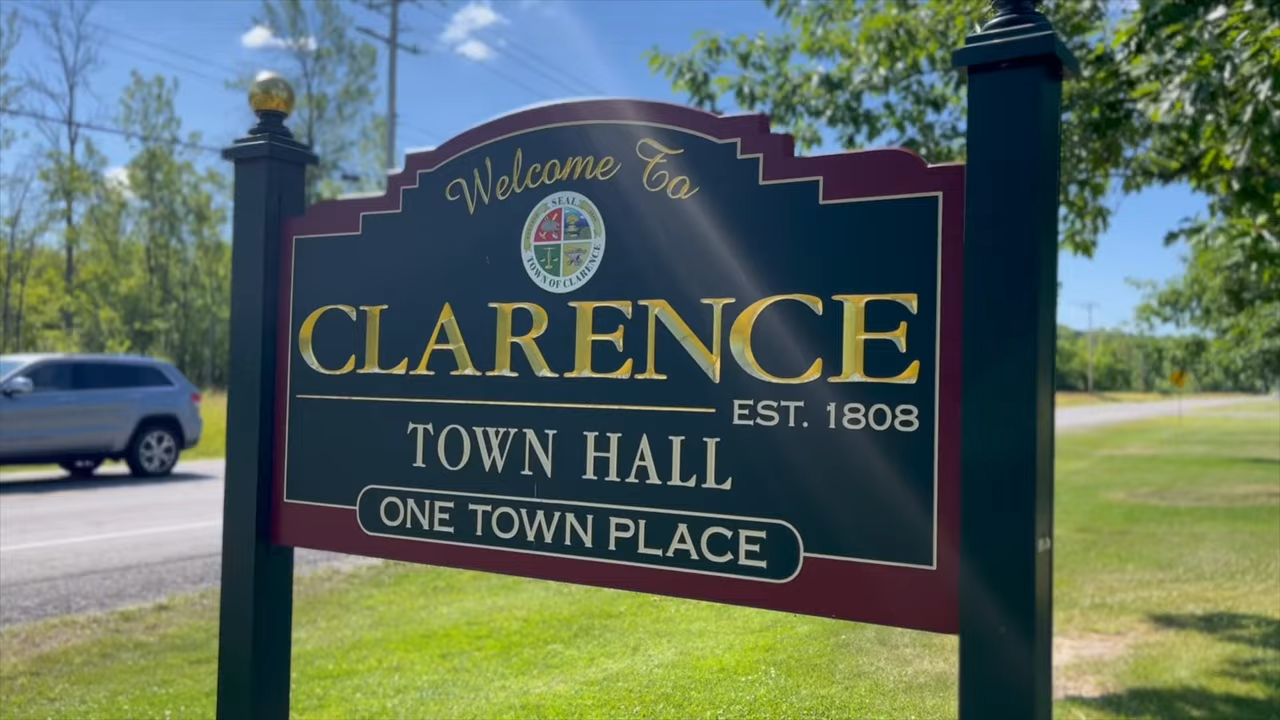 Welcome To
SEAL
TOWN OF CLARENCE
CLARENCE
EST. 1808
TOWN HALL
ONE TOWN PLACE